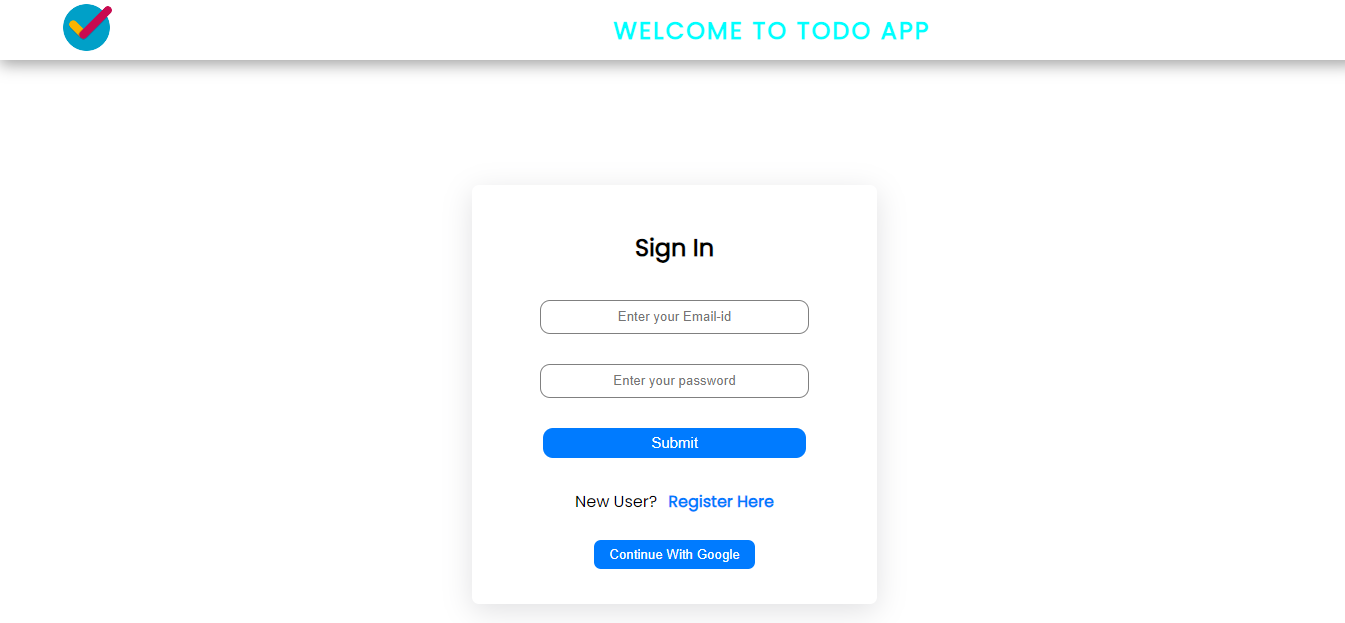 WELCOME TO TODO APP
Sign In
Enter your Email-id
Enter your password
Submit
New User? Register Here
Continue With Google